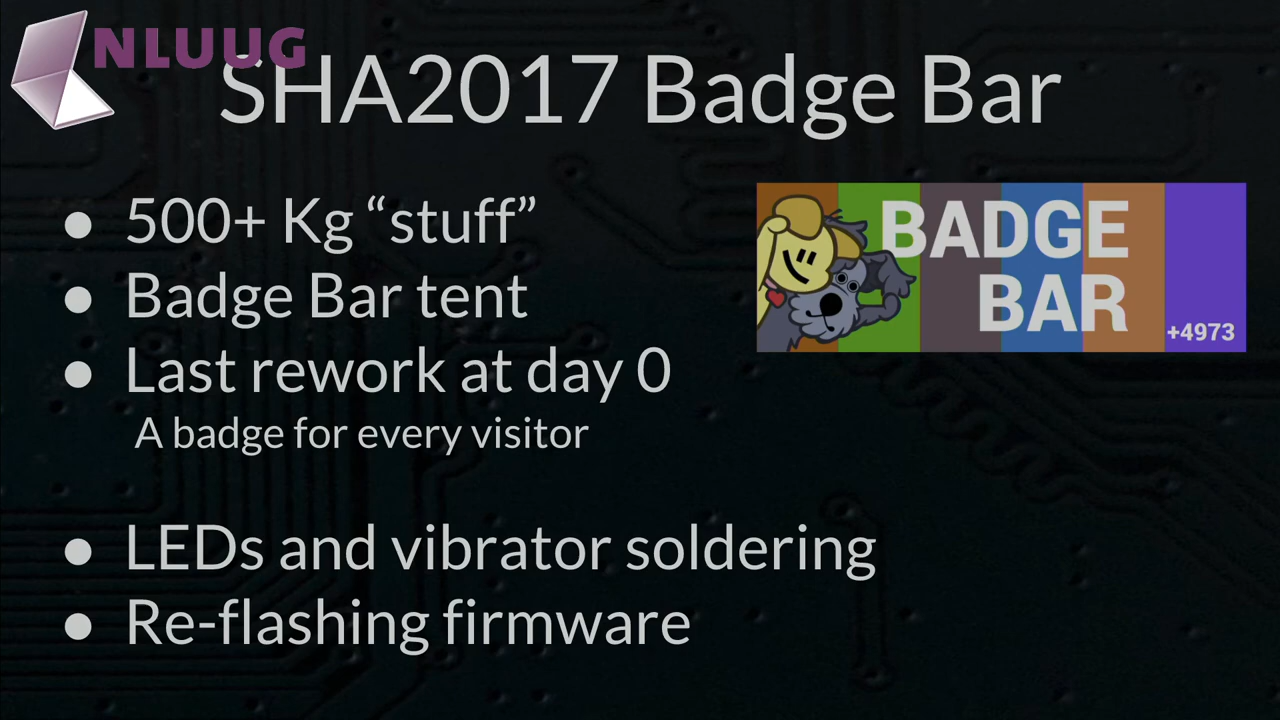 NLUUG
SHA2017 Badge Bar
● 500+ Kg “stuff”
● Badge Bar tent
● Last rework at day 0
A badge for every visitor
● LEDs and vibrator soldering
● Re-flashing firmware
BADGE
BAR
+4973